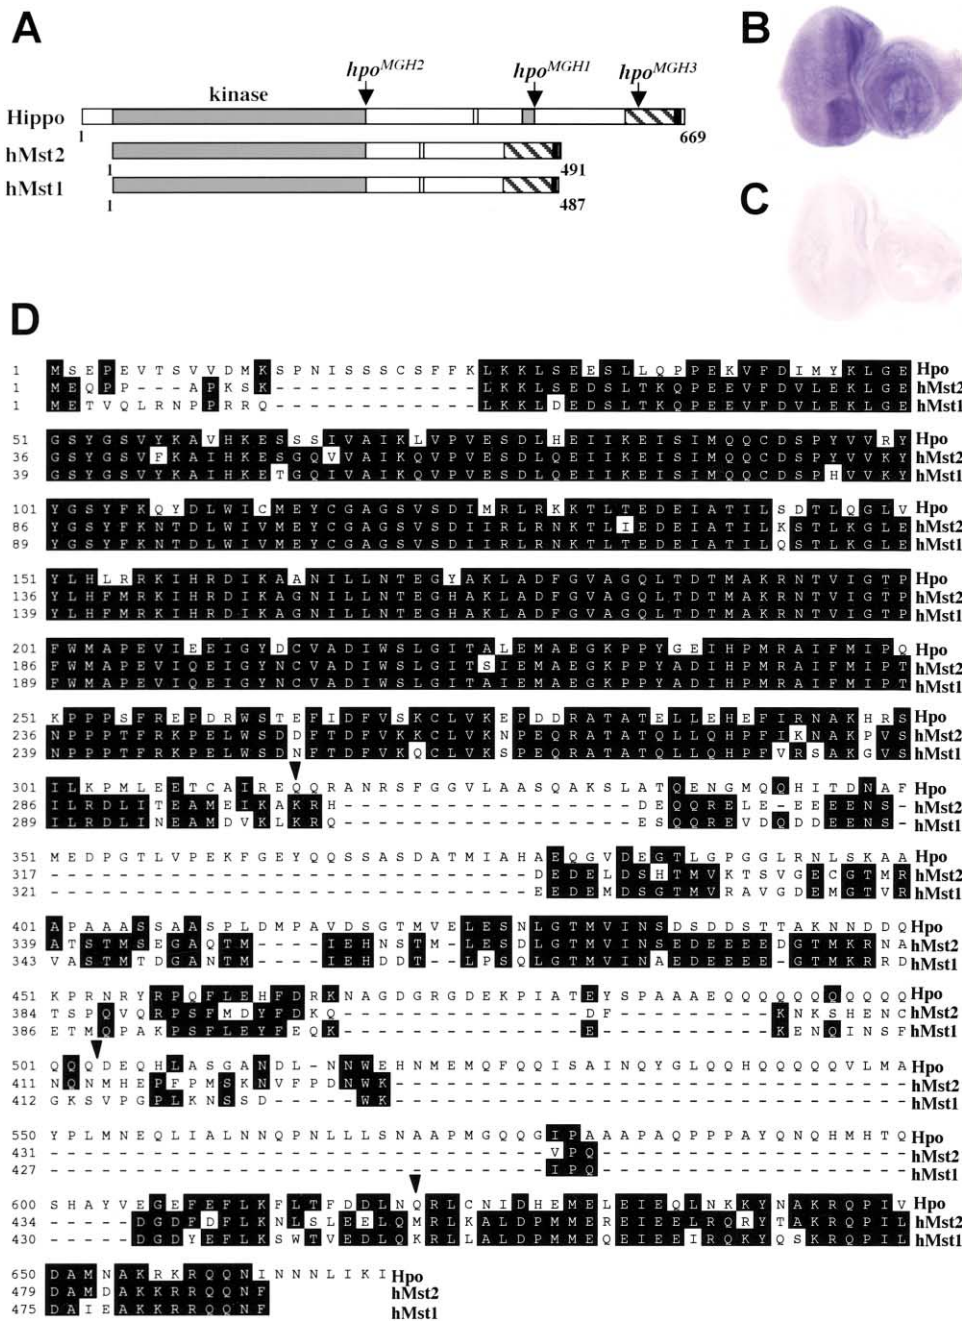 A
B
C
hpo^MGH2 hpo^MGH1 hpo^MGH3
kinase
Hippo
1 669
hMst2
1 491
hMst1
1 487
D
1 MSEPEVTSVVDMKSPNISSSCSFFKLKKLSEESLLQPPEKVFDIMYKLGE Hpo
1 MEQPP---APKSK------------LKKLSEDSLTKQPEEVFDVLEKLGE hMst2
1 METVQLRNPPRRQ------------LKKLDEDSLTKQPEEVFDVLEKLGE hMst1
51 GSYGSVYKAVHKESSSIVAIKLVPVESDLHEIIKEISIMQQCDSPYVVRY Hpo
36 GSYGSVFKAIHKESGQVVAIKQVPVESDLQEIIKEISIMQQCDSPYVVKY hMst2
39 GSYGSVYKAIHKETGQIVAIKQVPVESDLQEIIKEISIMQQCDSPHVVKY hMst1
101 YGSYFKQYDLWICMEYCGAGSVSDIMRLRKKTLTEDEIATILSDTLQGLV Hpo
86 YGSYFKNTDLWIVMEYCGAGSVSDIIRLRNKTLIEDEIATILKSTLKGLE hMst2
89 YGSYFKNTDLWIVMEYCGAGSVSDIIRLRNKTLTEDEIATILQSTLKGLE hMst1
151 YLHLRRKIHRDIKAANILLNTEGYAKLADFGVAGQLTDTMAKRNTVIGTP Hpo
136 YLHFMRKIHRDIKAGNILLNTEGHAKLADFGVAGQLTDTMAKRNTVIGTP hMst2
139 YLHFMRKIHRDIKAGNILLNTEGHAKLADFGVAGQLTDTMAKRNTVIGTP hMst1
201 FWMAPEVIEEIGYDCVADIWSLGITALEMAEGKPPYGEIHPMRAIFMIPQ Hpo
186 FWMAPEVIQEIGYNCVADIWSLGITSIEMAEGKPPYADIHPMRAIFMIPT hMst2
189 FWMAPEVIQEIGYNCVADIWSLGITAIEMAEGKPPYADIHPMRAIFMIPT hMst1
251 KPPPSFREPDRWSTEFIDFVSKCLVKEPDDRATATELLEHEFIRNAKHRS Hpo
236 NPPPTFRKPELWSDDFTDFVKKCLVKNPEQRATATQLLQHPFIKNAKPVS hMst2
239 NPPPTFRKPELWSDNFTDFVKQCLVKSPEQRATATQLLQHPFVRSAKGVS hMst1
301 ILKPMLEETCAIREQQRANRSFGGVLAASQAKSLATQENGMQQHITDNAF Hpo
286 ILRDLITEAMEIKAKRH-----------------DEQQRELE-EEEENS- hMst2
289 ILRDLINEAMDVKLKRQ-----------------ESQQREVDQDDEENS- hMst1
351 MEDPGTLVPEKFGEYQQSSASDATMIAHAEQGVDEGTLGPGGLRNLSKAA Hpo
317 ----------------------------DEDELDSHTMVKTSVGECGTMR hMst2
321 ----------------------------EEDEMDSGTMVRAVGDEMGTVR hMst1
401 APAAASSAASPLDMPAVDSGTMVELESNLGTMVINSDSDDSTTAKNNDDQ Hpo
339 ATSTMSEGAQTM----IEHNSTM-LESDLGTMVINSEDEEEEDGTMKRNA hMst2
343 VASTMTDGANTM----IEHDDT--LPSQLGTMVINAEDEEEE-GTMKRRD hMst1
451 KPRNRYRPQFLEHFDRKNAGDGRGDEKPIATEYSPAAAEQQQQQQQQQQQ Hpo
384 TSPQVQRPSFMDYFDKQ--------------DF---------KNKSHENC hMst2
386 ETMQPAKPSFLEYFEQK--------------E----------KENQINSF hMst1
501 QQQDEQHLASGANDL-NNWEHNMEMQFQQISAINQYGLQQHQQQQQVLMA Hpo
411 NQNMHEPFPMSKNVFPDNWK------------------------------ hMst2
412 GKSVPGPLKNSSD-----WK------------------------------ hMst1
550 YPLMNEQLIALNNQPNLLLSNAAPMGQQGIPAAAPAQPPPAYQNQHMHTQ Hpo
431 -----------------------------VPQ------------------ hMst2
427 -----------------------------IPQ------------------ hMst1
600 SHAYVEGEFEFLKFLTFDDLNQRLCNIDHEMELEIEQLNKKYNAKRQPIV Hpo
434 -----DGDFDFLKNLSLEELQMRLKALDPMMEREIEELRQRYTAKRQPIL hMst2
430 -----DGDYEFLKSWTVEDLQKRLLALDPMMEQEIEEIRQKYQSKRQPIL hMst1
650 DAMNAKRKRQQNINNNLIKI Hpo
479 DAMDAKKRRQQNF hMst2
475 DAIEAKKRRQQNF hMst1